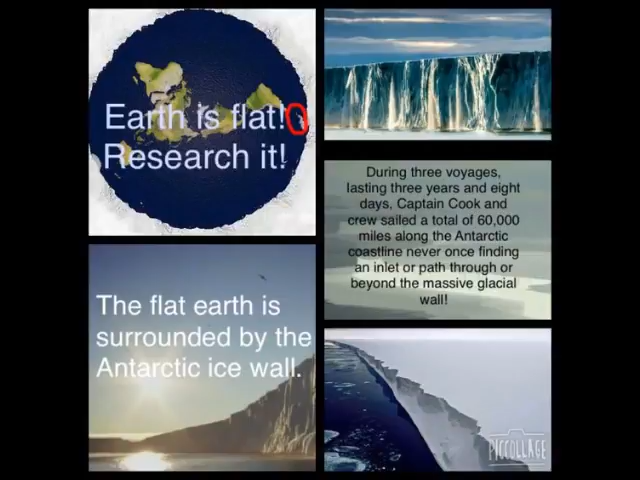 Earth is flat!
Research it!
During three voyages,
lasting three years and eight
days, Captain Cook and
crew sailed a total of 60,000
miles along the Antarctic
coastline never once finding
an inlet or path through or
beyond the massive glacial
wall!
The flat earth is
surrounded by the
Antarctic ice wall.
PICCOLLAGE